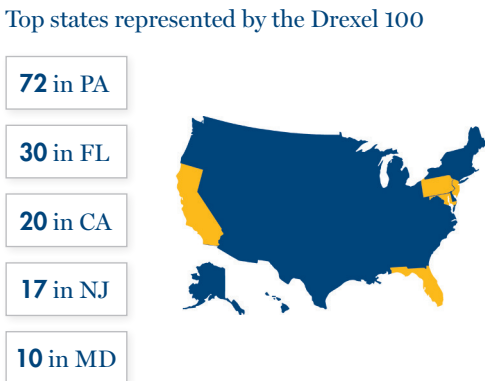 Top states represented by the Drexel 100
72 in PA
30 in FL
20 in CA
17 in NJ
10 in MD